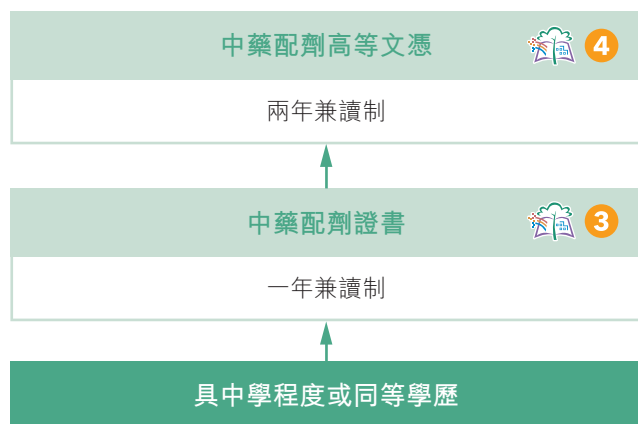 中藥配劑高等文憑 4
兩年兼讀制
中藥配劑證書 3
一年兼讀制
具中學程度或同等學歷